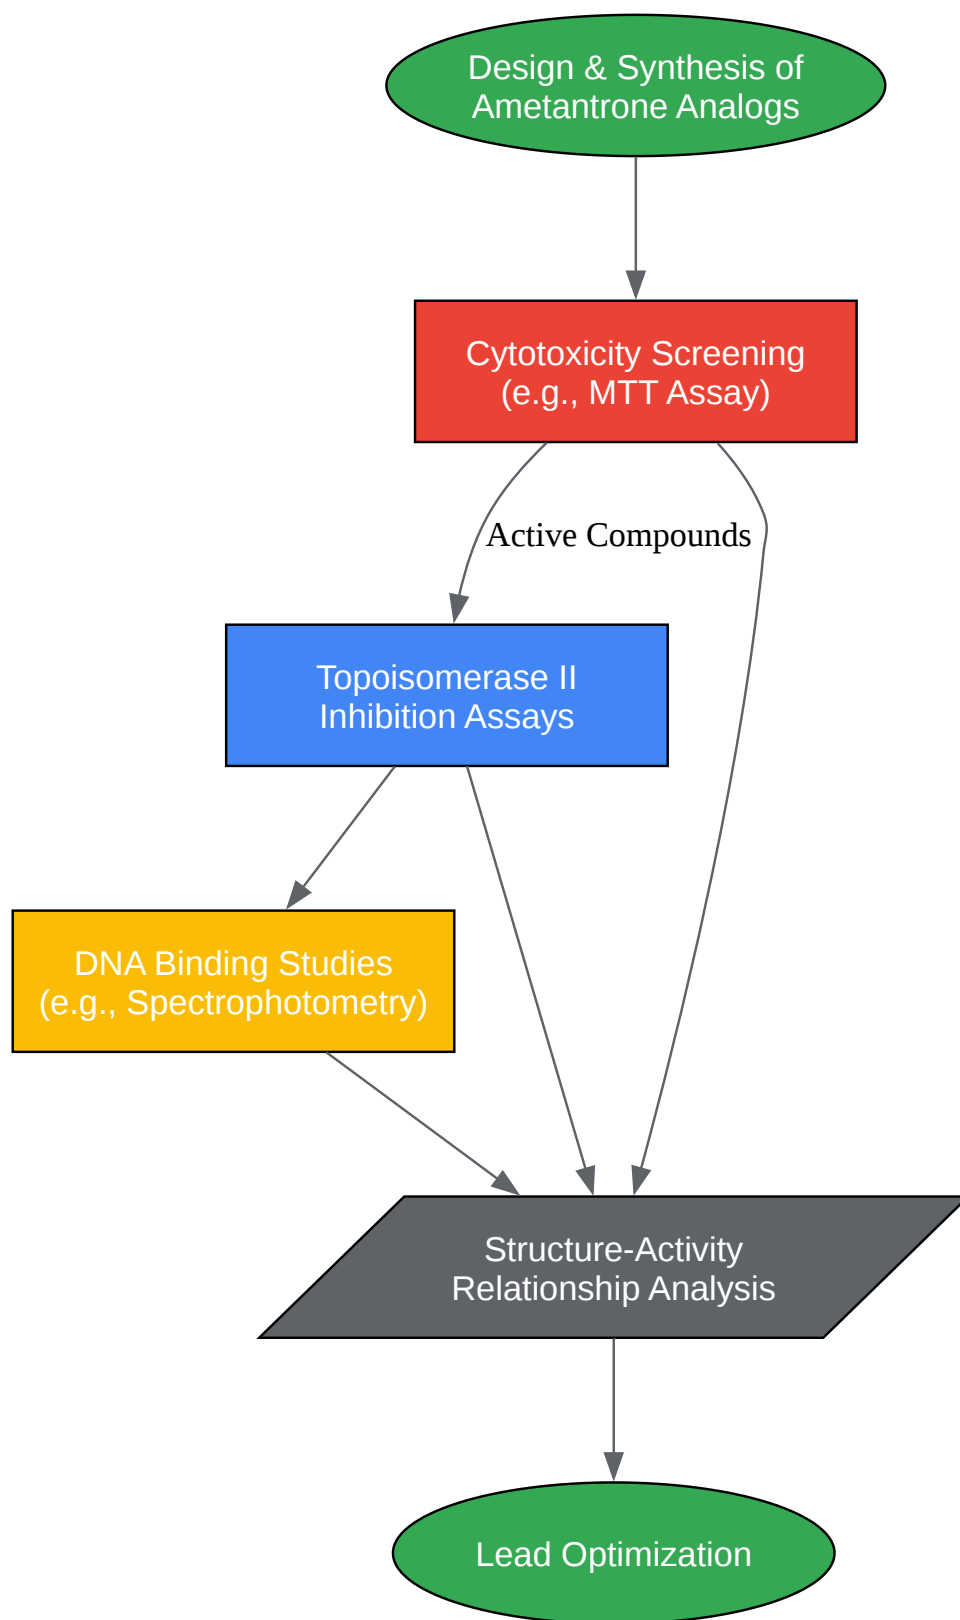 Design & Synthesis of
Ametantrone Analogs
Cytotoxicity Screening
(e.g., MTT Assay)
Active Compounds
Topoisomerase II
Inhibition Assays
DNA Binding Studies
(e.g., Spectrophotometry)
Structure-Activity
Relationship Analysis
Lead Optimization